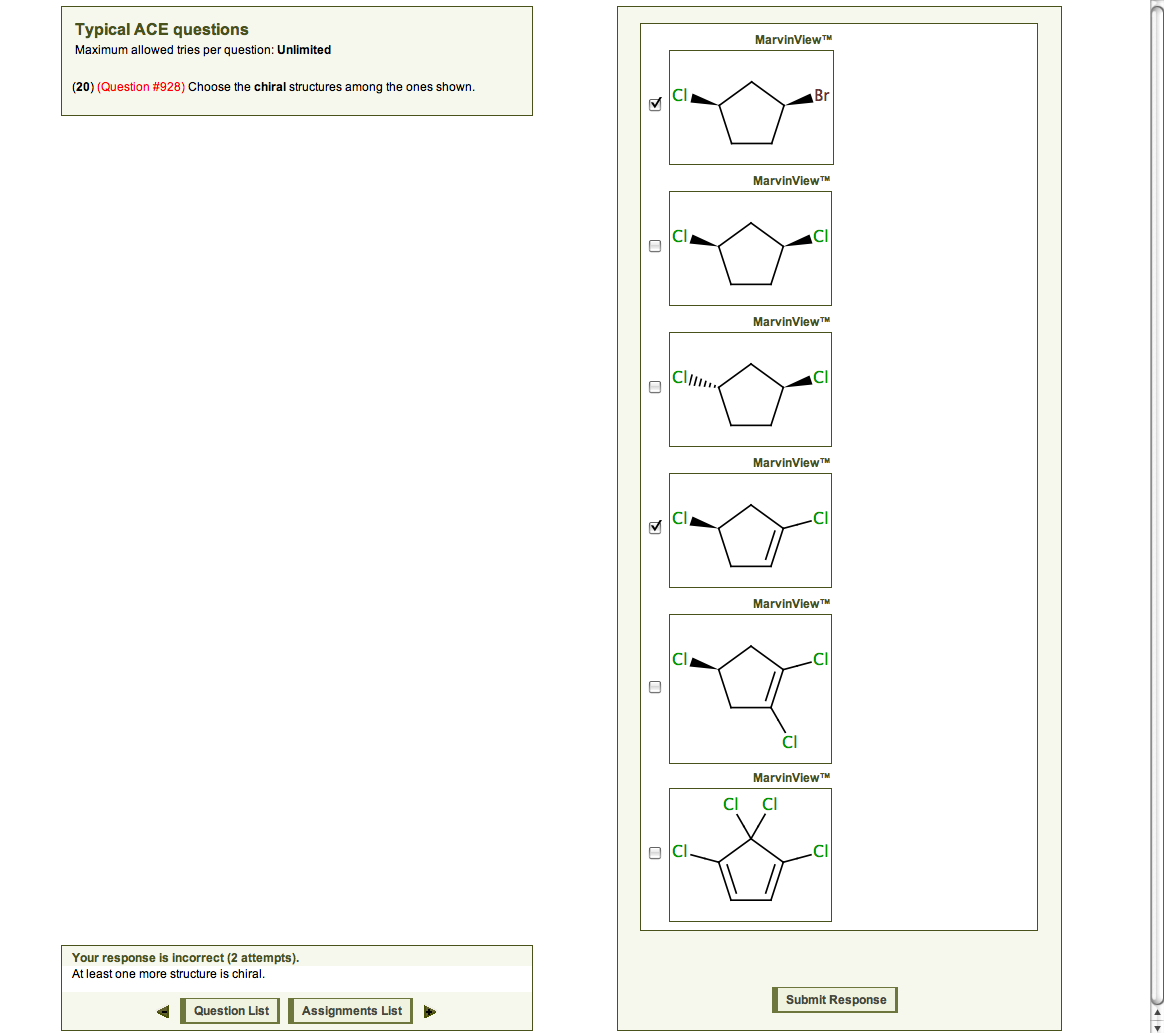 Typical ACE questions
Maximum allowed tries per question: Unlimited
(20) (Question #928) Choose the chiral structures among the ones shown.
MarvinView™
Cl
Br
MarvinView™
Cl
Cl
MarvinView™
Cl
Cl
MarvinView™
Cl
Cl
MarvinView™
Cl
Cl
Cl
MarvinView™
Cl Cl
Cl
Cl
Your response is incorrect (2 attempts).
At least one more structure is chiral.
Question List
Assignments List
Submit Response